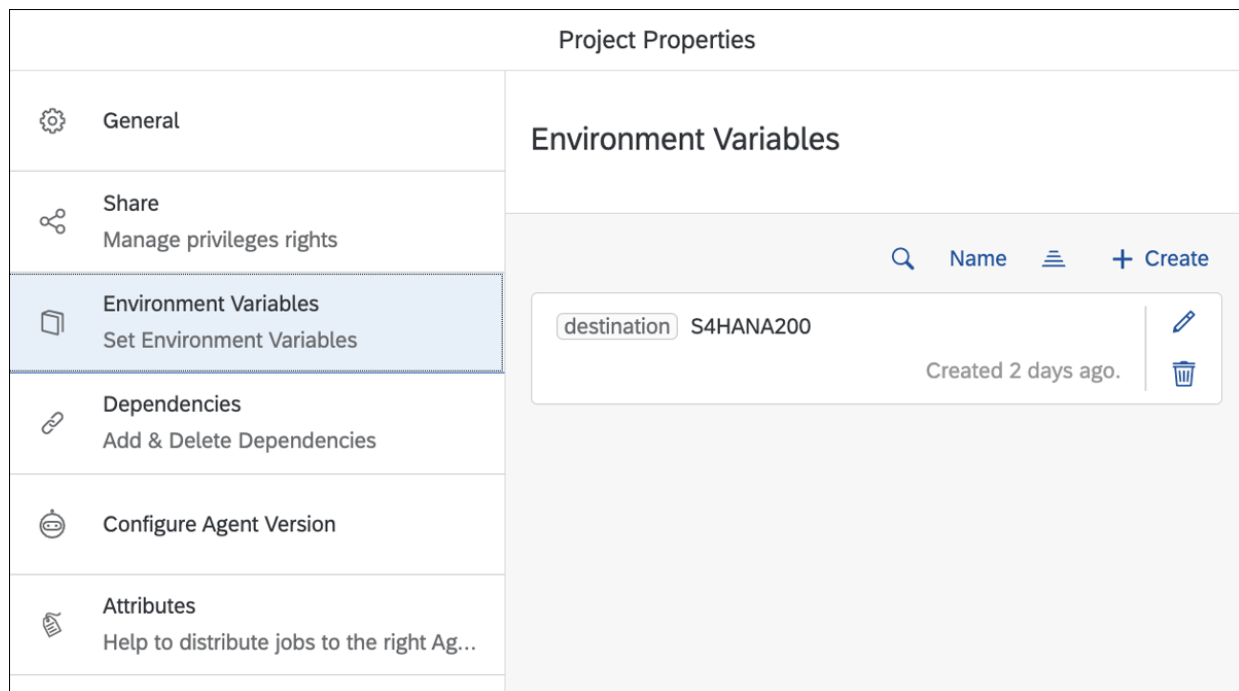 Project Properties
General
Share
Manage privileges rights
Environment Variables
Set Environment Variables
Dependencies
Add & Delete Dependencies
Configure Agent Version
Attributes
Help to distribute jobs to the right Ag...
Environment Variables
Name
Create
destination S4HANA200
Created 2 days ago.